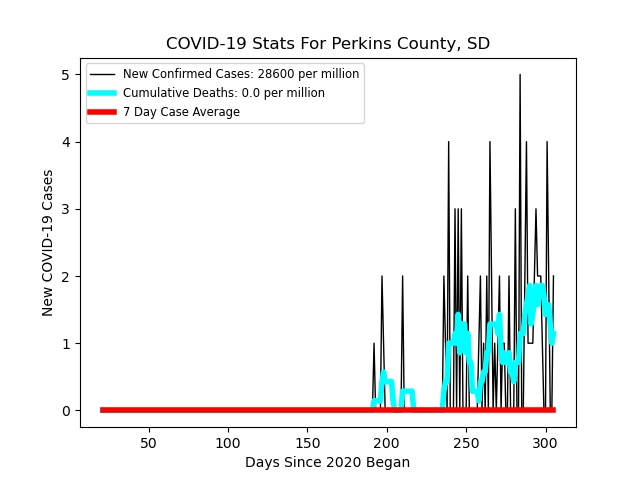 COVID-19 Stats For Perkins County, SD
New Confirmed Cases: 28600 per million
Cumulative Deaths: 0.0 per million
7 Day Case Average
New COVID-19 Cases
5
4
3
2
1
0
50 100 150 200 250 300
Days Since 2020 Began